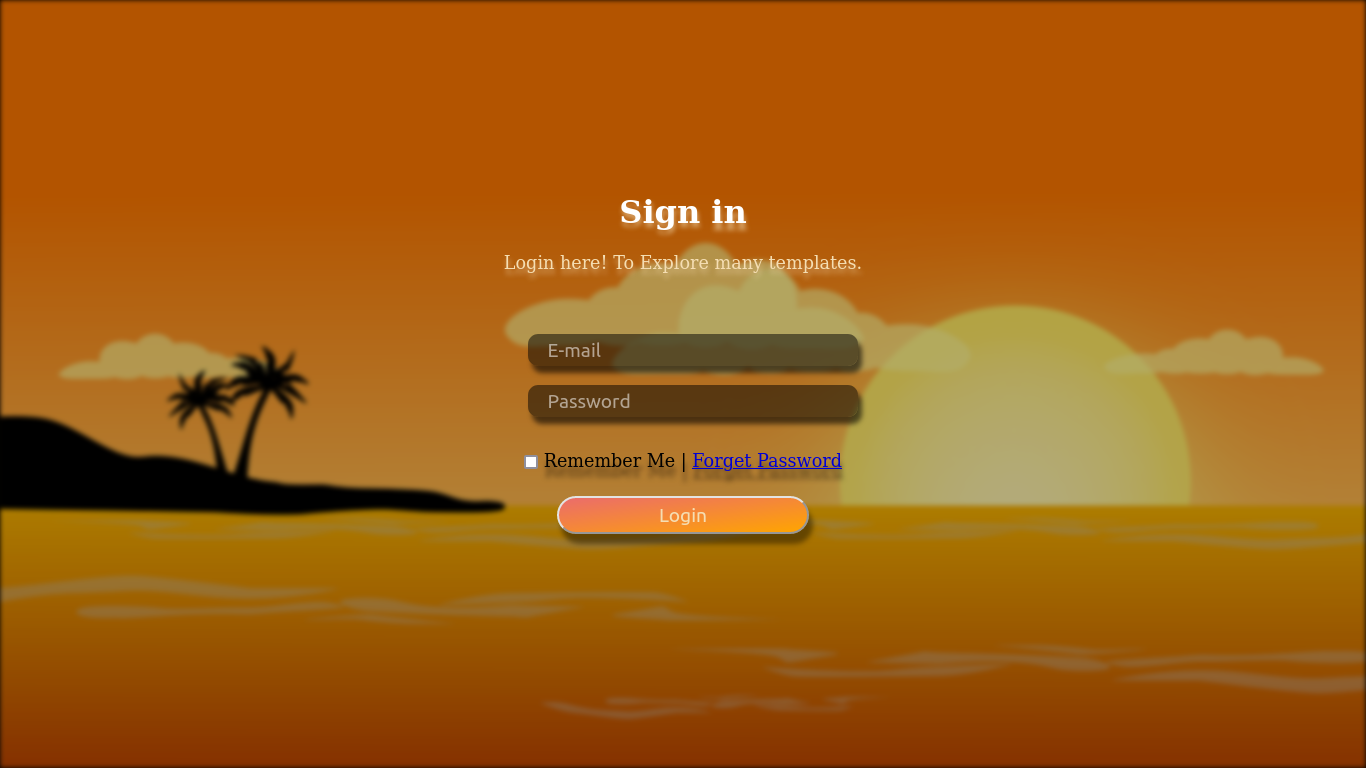 Sign in
Login here! To Explore many templates.
E-mail
Password
Remember Me | Forget Password
Login